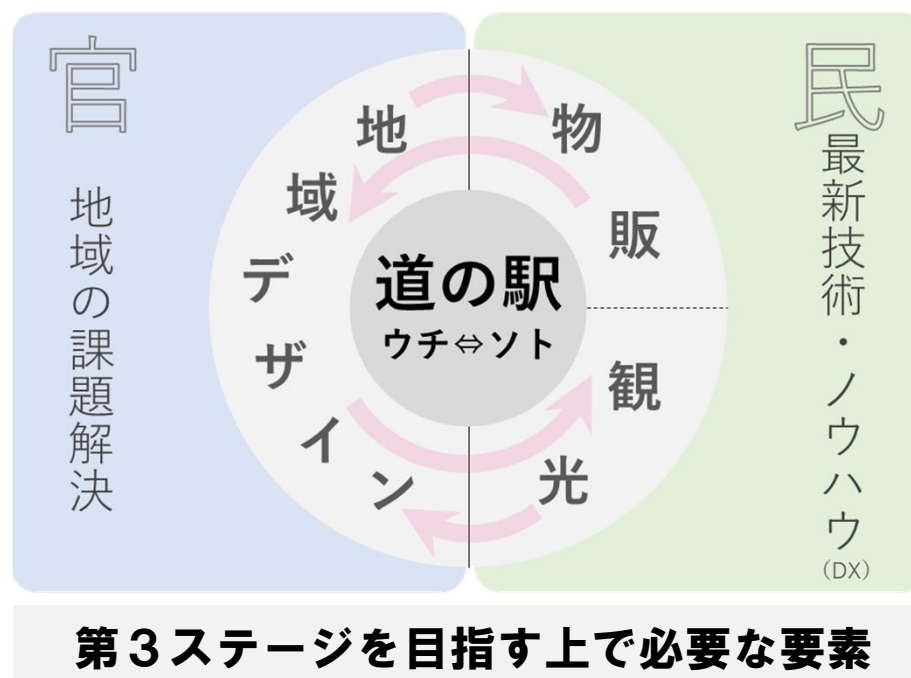 官
地域の課題解決
地域デザイン
道の駅
ウチ⇔ソト
物販
観光
民
最新技術・ノウハウ
（DX）
第３ステージを目指す上で必要な要素